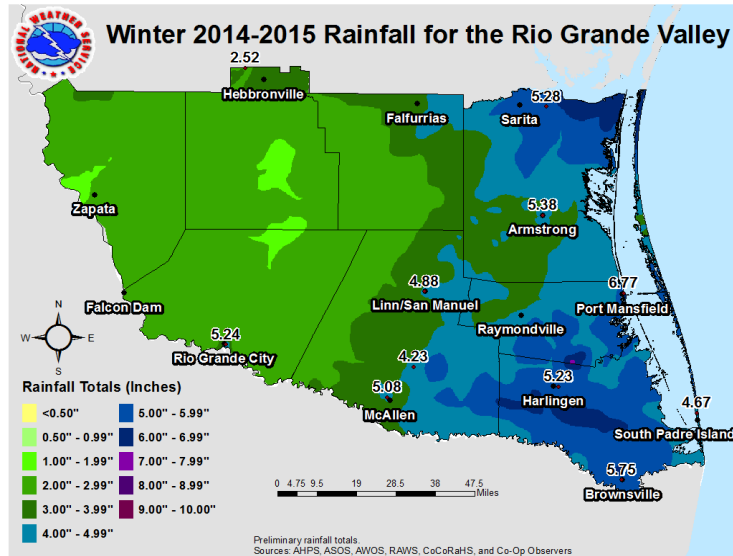 Winter 2014-2015 Rainfall for the Rio Grande Valley
NATIONAL WEATHER SERVICE
2.52
Hebbronville
Falfurrias
5.28
Sarita
Zapata
5.38
Armstrong
4.88
Linn/San Manuel
6.77
Port Mansfield
Falcon Dam
Raymondville
N
W E
S
5.24
Rio Grande City
4.23
5.08
McAllen
5.23
Harlingen
4.67
South Padre Island
5.75
Brownsville
Rainfall Totals (Inches)
<0.50"
0.50" - 0.99"
1.00" - 1.99"
2.00" - 2.99"
3.00" - 3.99"
4.00" - 4.99"
5.00" - 5.99"
6.00" - 6.99"
7.00" - 7.99"
8.00" - 8.99"
9.00" - 10.00"
0 4.75 9.5 19 28.5 38 47.5
Miles
Preliminary rainfall totals.
Sources: AHPS, ASOS, AWOS, RAWS, CoCoRaHS, and Co-Op Observers